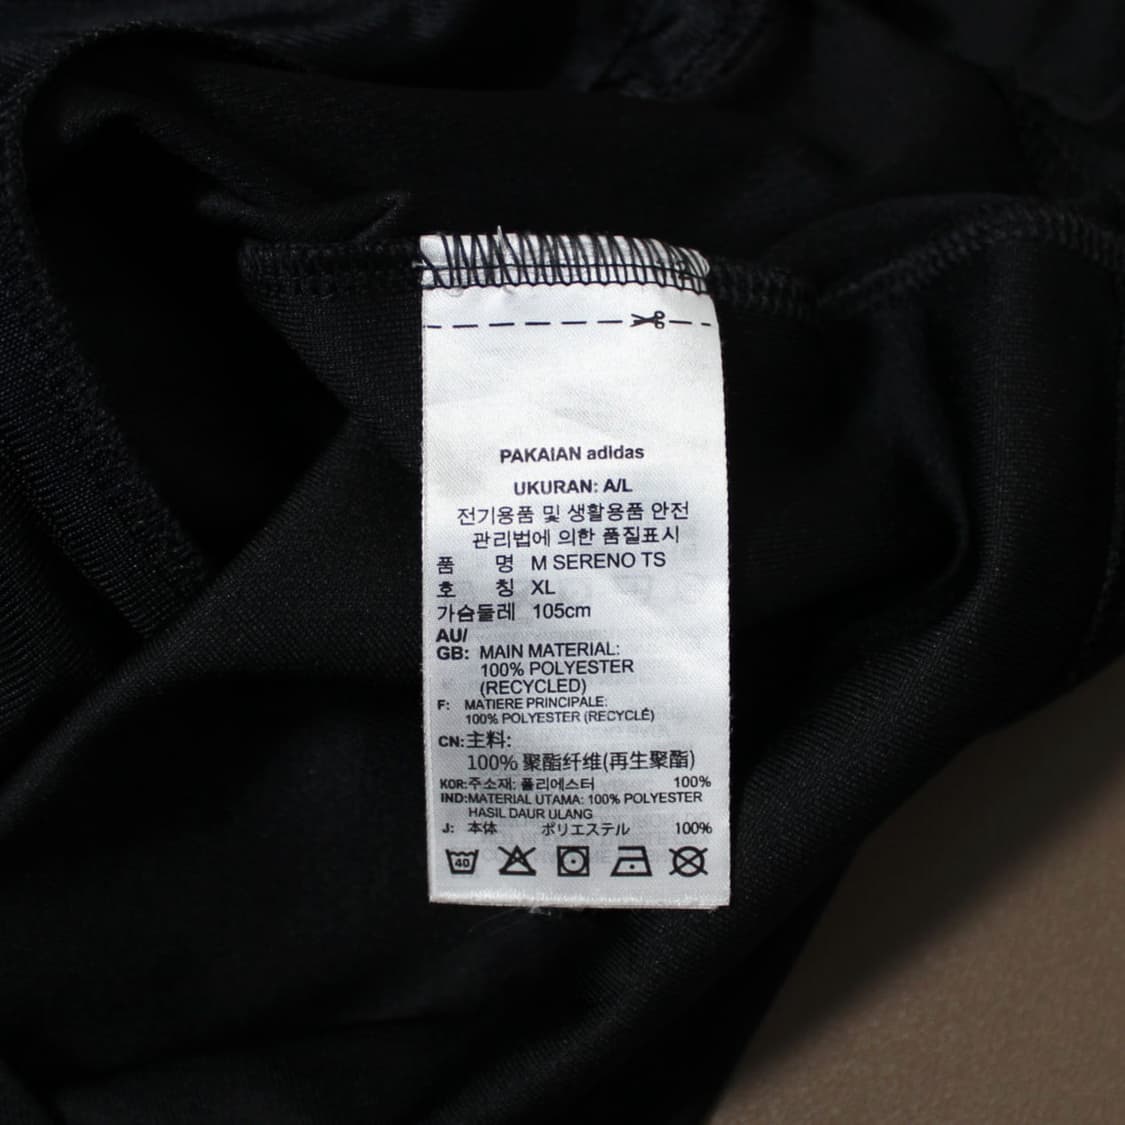 PAKAIAN adidas
UKURAN: A/L
전기용품 및 생활용품 안전
관리법에 의한 품질표시
품 명 M SERENO TS
호 칭 XL
가슴둘레 105cm
AU/
GB: MAIN MATERIAL:
100% POLYESTER
(RECYCLED)
F: MATIERE PRINCIPALE:
100% POLYESTER (RECYCLÉ)
CN:主料:
100% 聚酯纤维(再生聚酯)
KOR:주소재: 폴리에스터 100%
IND:MATERIAL UTAMA: 100% POLYESTER
HASIL DAUR ULANG
J: 本体 ポリエステル 100%
40